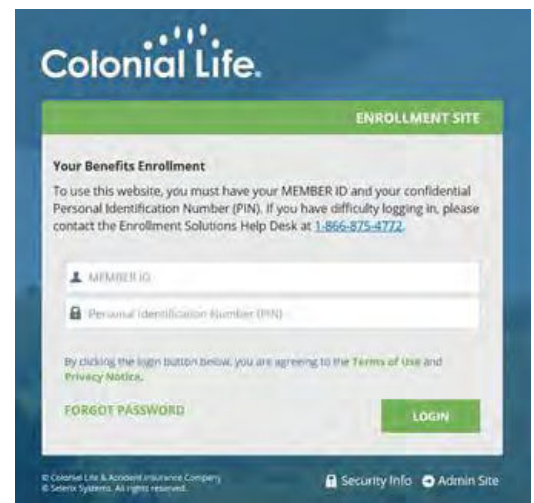 Colonial Life.
ENROLLMENT SITE
Your Benefits Enrollment
To use this website, you must have your MEMBER ID and your confidential
Personal Identification Number (PIN). If you have difficulty logging in, please
contact the Enrollment Solutions Help Desk at 1-866-875-4772.
MEMBER ID
Personal Identification Number (PIN)
By clicking the login button below, you are agreeing to the Terms of Use and
Privacy Notice.
FORGOT PASSWORD
LOGIN
© Colonial Life & Accident Insurance Company
© Selerix Systems. All rights reserved.
Security Info
Admin Site